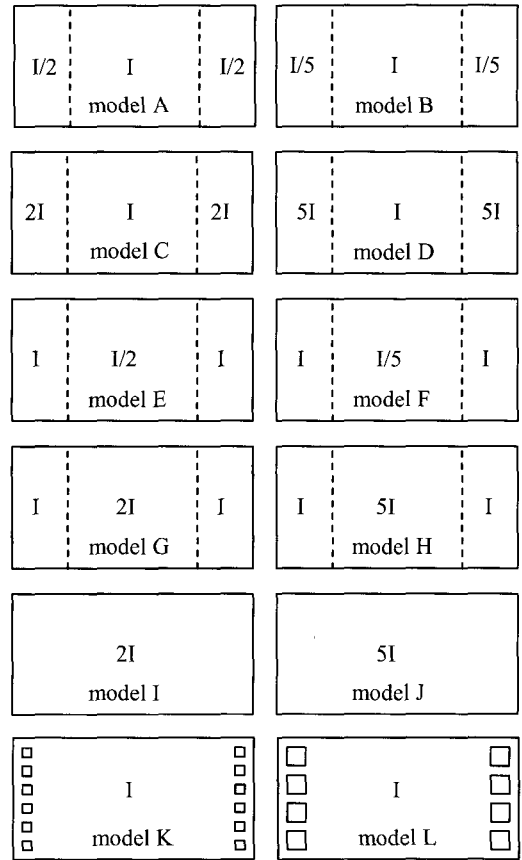 I/2 I I/2
model A
I/5 I I/5
model B
2I I 2I
model C
5I I 5I
model D
1 I/2 I
model E
I I/5 I
model F
I 2I I
model G
I 5I I
model H
2I
model I
5I
model J
I
model K
I
model L